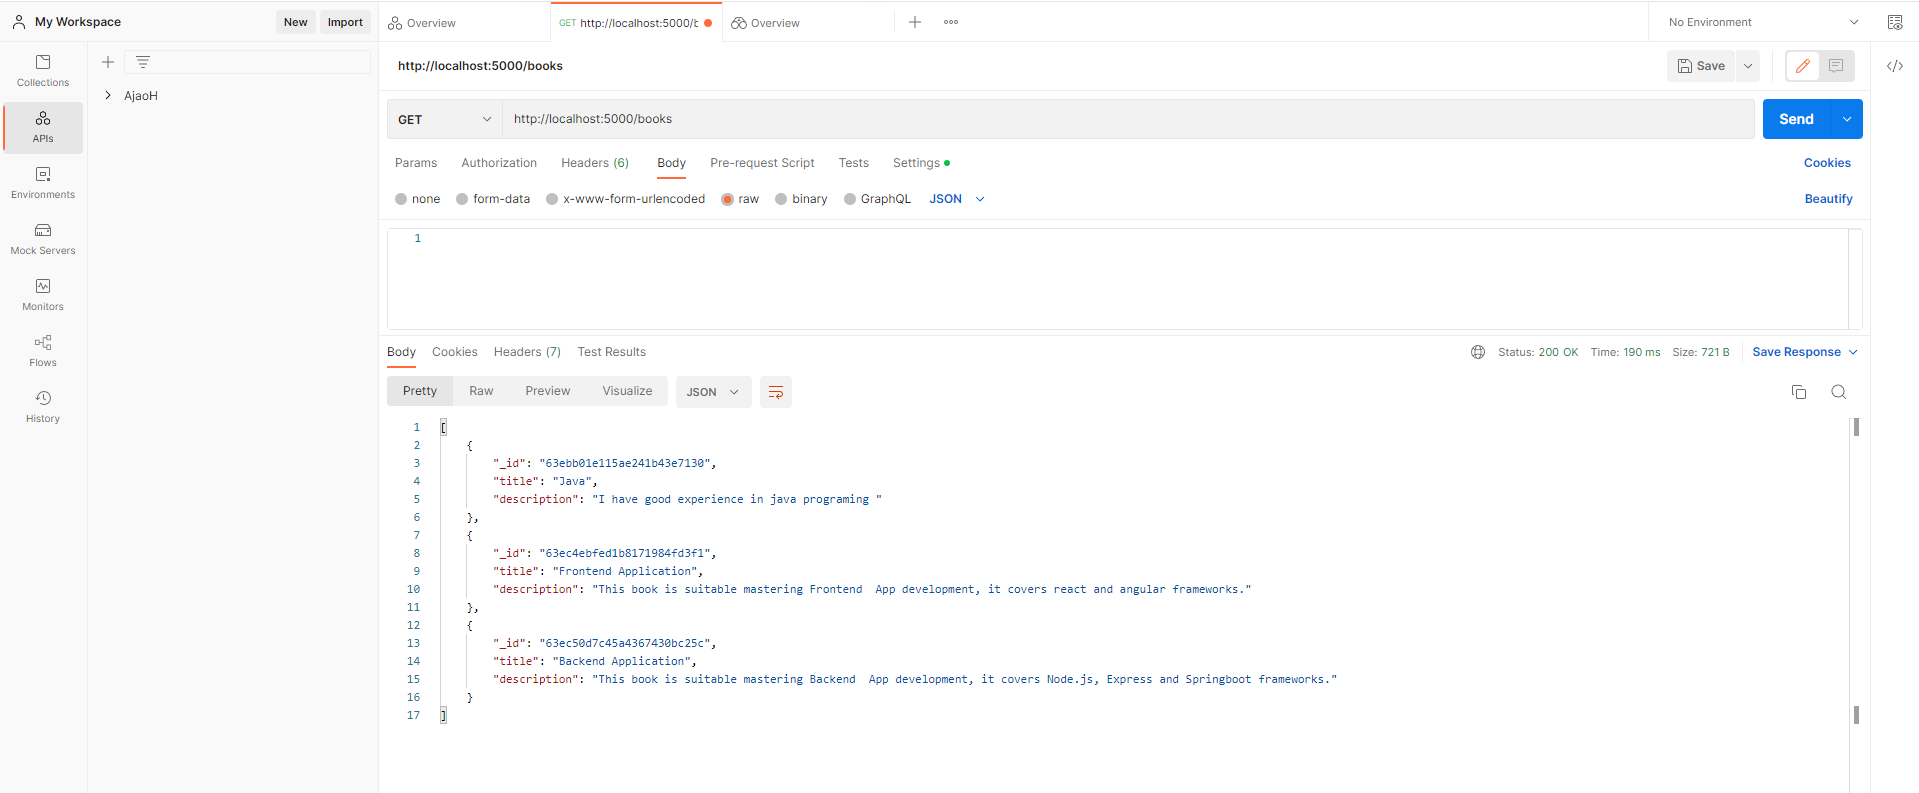 My Workspace
New
Import
Overview
GET http://localhost:5000/b
Overview
No Environment
Collections
APIs
Environments
Mock Servers
Monitors
Flows
History
AjaoH
http://localhost:5000/books
Save
GET
http://localhost:5000/books
Send
Params
Authorization
Headers (6)
Body
Pre-request Script
Tests
Settings
Cookies
none
form-data
x-www-form-urlencoded
raw
binary
GraphQL
JSON
Beautify
1
Body
Cookies
Headers (7)
Test Results
Status: 200 OK
Time: 190 ms
Size: 721 B
Save Response
Pretty
Raw
Preview
Visualize
JSON
1 [
2 {
3 "_id": "63ebb01e115ae241b43e7130",
4 "title": "Java",
5 "description": "I have good experience in java programing "
6 },
7 {
8 "_id": "63ec4ebfed1b8171984fd3f1",
9 "title": "Frontend Application",
10 "description": "This book is suitable mastering Frontend  App development, it covers react and angular frameworks."
11 },
12 {
13 "_id": "63ec50d7c45a4367430bc25c",
14 "title": "Backend Application",
15 "description": "This book is suitable mastering Backend  App development, it covers Node.js, Express and Springboot frameworks."
16 }
17 ]